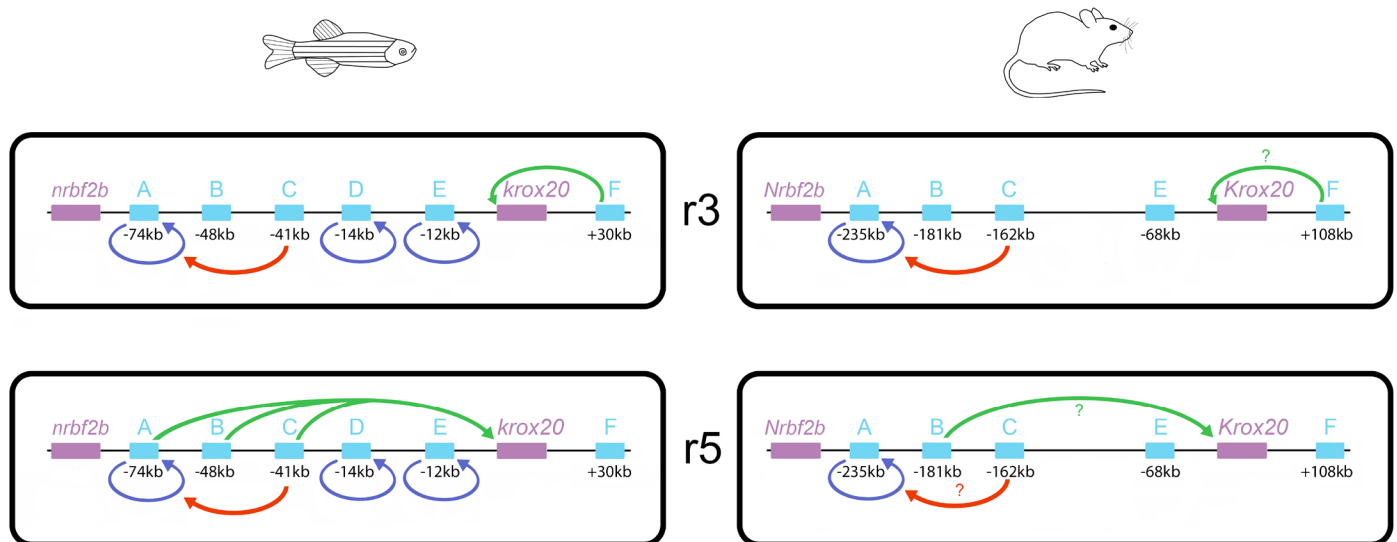 nrbf2b A B C D E krox20 F
-74kb -48kb -41kb -14kb -12kb +30kb
r3
?
Nrbf2b A B C E Krox20 F
-235kb -181kb -162kb -68kb +108kb
nrbf2b A B C D E krox20 F
-74kb -48kb -41kb -14kb -12kb +30kb
r5
?
Nrbf2b A B C E Krox20 F
-235kb -181kb -162kb -68kb +108kb
?